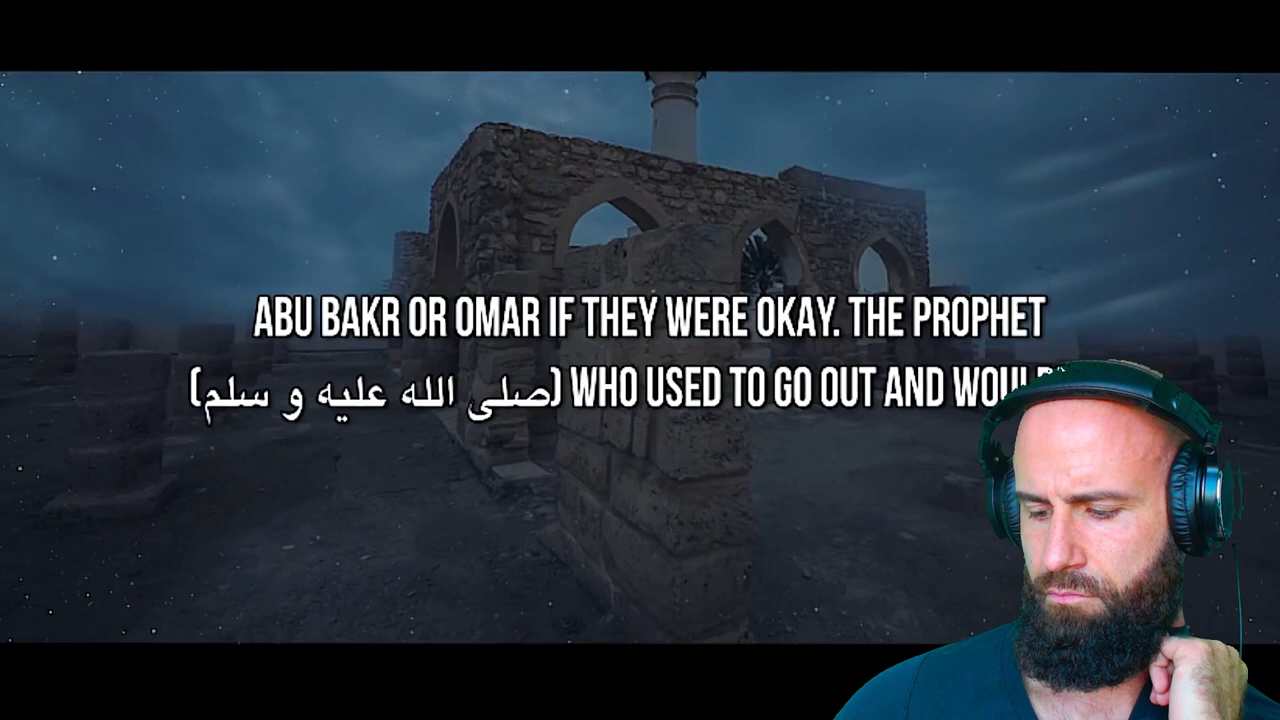 ABU BAKR OR OMAR IF THEY WERE OKAY. THE PROPHET
(صلى الله عليه و سلم) WHO USED TO GO OUT AND